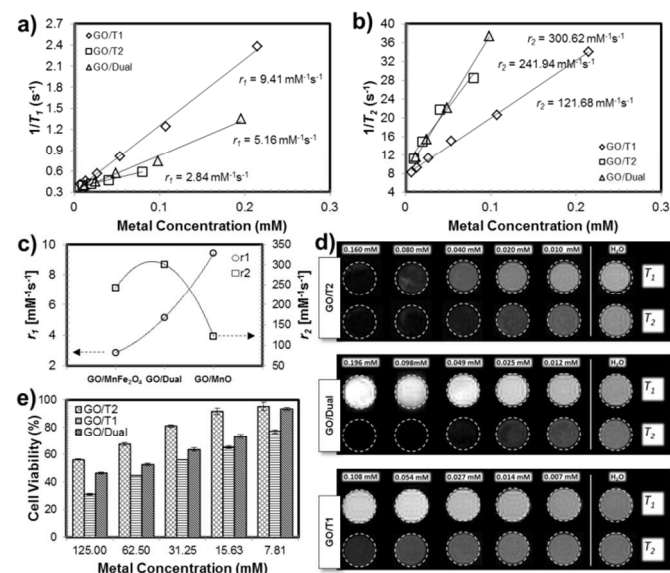 a)
GO/T1
GO/T2
GO/Dual
2.7
2.4
2.1
1.8
1.5
1.2
0.9
0.6
0.3
1/T1 (s-1)
r1 = 9.41 mM-1s-1
r1 = 5.16 mM-1s-1
r1 = 2.84 mM-1s-1
0 0.1 0.2 0.3
Metal Concentration (mM)
b)
40
36
32
28
24
20
16
12
8
4
1/T2 (s-1)
r2 = 300.62 mM-1s-1
r2 = 241.94 mM-1s-1
r2 = 121.68 mM-1s-1
GO/T1
GO/T2
GO/Dual
0 0.1 0.2
Metal Concentration (mM)
c)
10
8
6
4
2
r1 [mM-1s-1]
r1
r2
350
300
250
200
150
100
50
r2 [mM-1s-1]
GO/MnFe2O4 GO/Dual GO/MnO
d)
0.160 mM 0.080 mM 0.040 mM 0.020 mM 0.010 mM H2O
GO/T2
T1
T2
0.196 mM 0.098mM 0.049 mM 0.025 mM 0.012 mM H2O
GO/Dual
T1
T2
0.108 mM 0.054 mM 0.027 mM 0.014 mM 0.007 mM H2O
GO/T1
T1
T2
e)
100
80
60
40
20
0
Cell Viability (%)
GO/T2
GO/T1
GO/Dual
125.00 62.50 31.25 15.63 7.81
Metal Concentration (mM)